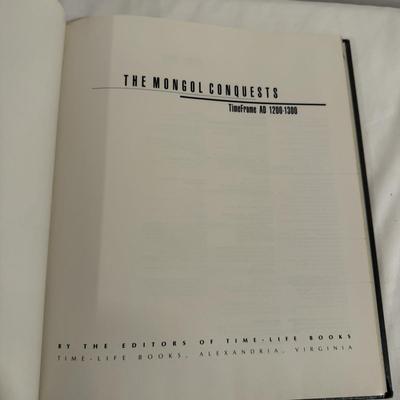 THE MONGOL CONQUESTS
TimeFrame AD 1200-1300
BY THE EDITORS OF TIME-LIFE BOOKS
TIME-LIFE BOOKS, ALEXANDRIA, VIRGINIA